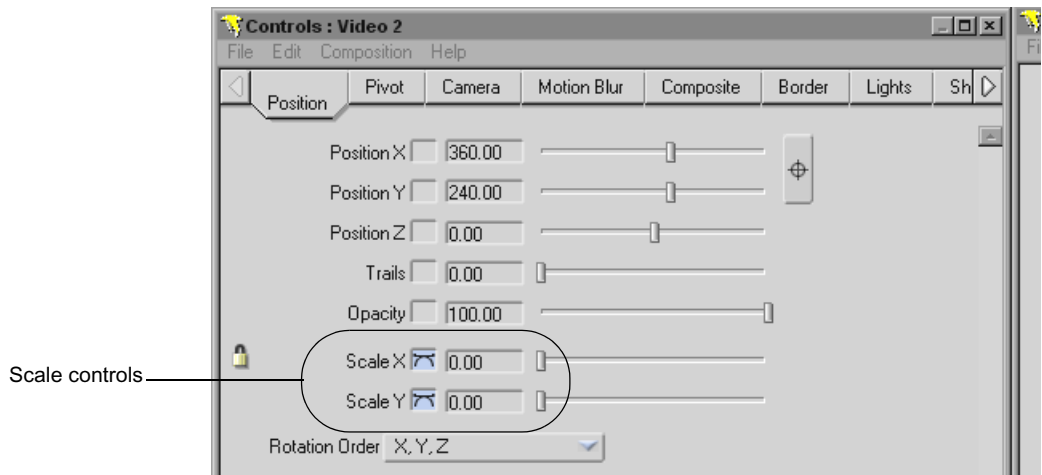 Controls : Video 2
File Edit Composition Help
Fi
Position Pivot Camera Motion Blur Composite Border Lights Sh
Position X 360.00
Position Y 240.00
Position Z 0.00
Trails 0.00
Opacity 100.00
Scale X 0.00
Scale controls
Scale Y 0.00
Rotation Order X, Y, Z